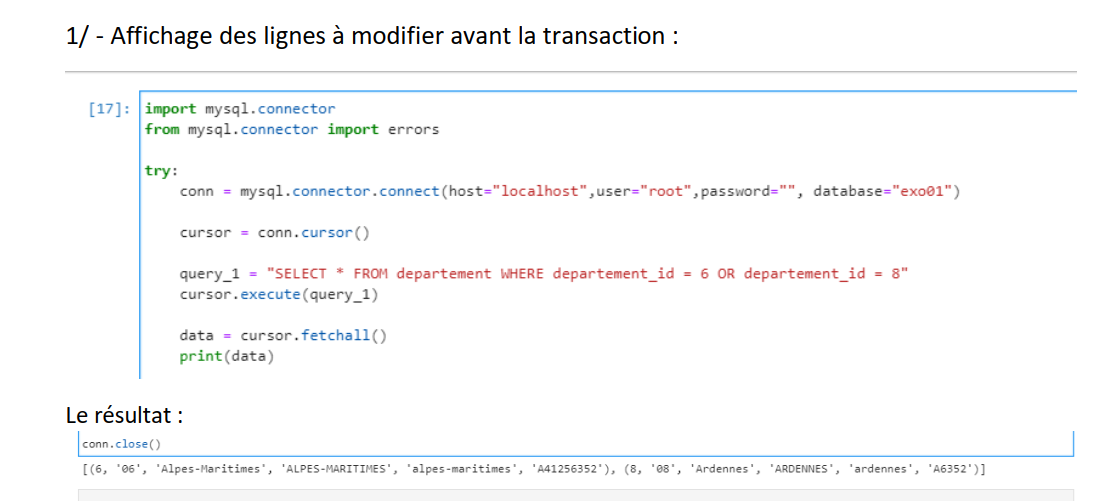 1/ - Affichage des lignes à modifier avant la transaction :
[17]: import mysql.connector
from mysql.connector import errors
try:
conn = mysql.connector.connect(host="localhost",user="root",password="", database="exo01")
cursor = conn.cursor()
query_1 = "SELECT * FROM departement WHERE departement_id = 6 OR departement_id = 8"
cursor.execute(query_1)
data = cursor.fetchall()
print(data)
Le résultat :
conn.close()
[(6, '06', 'Alpes-Maritimes', 'ALPES-MARITIMES', 'alpes-maritimes', 'A41256352'), (8, '08', 'Ardennes', 'ARDENNES', 'ardennes', 'A6352')]